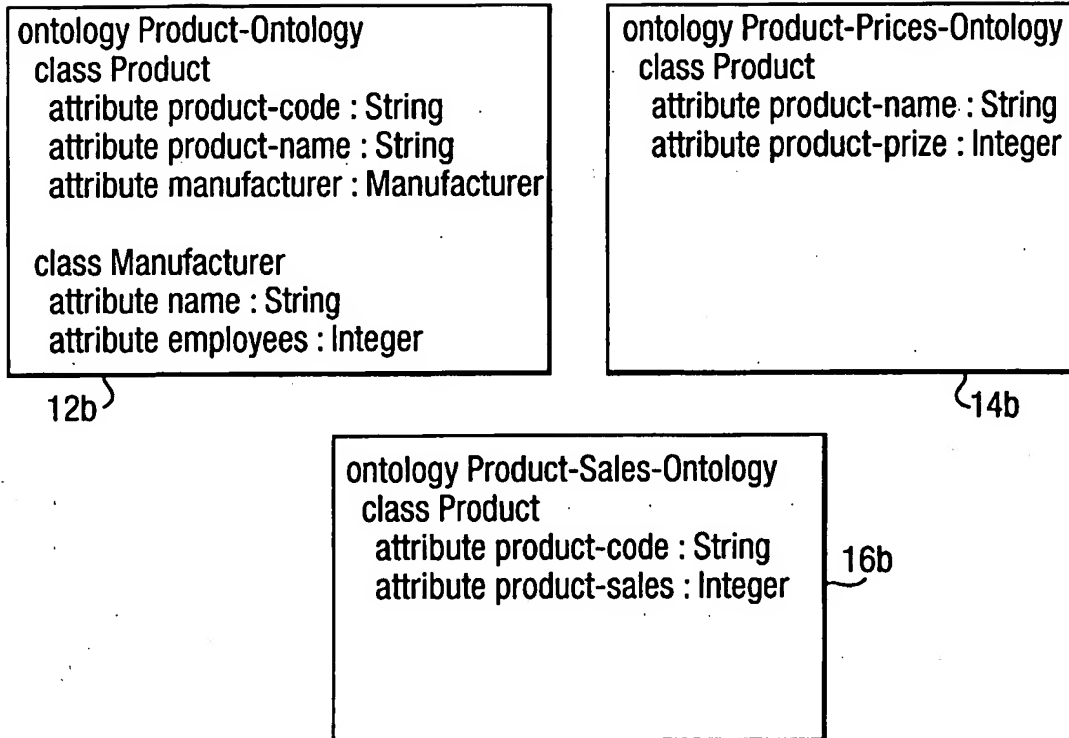 ontology Product-Ontology
class Product
attribute product-code : String
attribute product-name : String
attribute manufacturer : Manufacturer
class Manufacturer
attribute name : String
attribute employees : Integer
12b
ontology Product-Prices-Ontology
class Product
attribute product-name : String
attribute product-prize : Integer
14b
ontology Product-Sales-Ontology
class Product
attribute product-code : String
attribute product-sales : Integer
16b